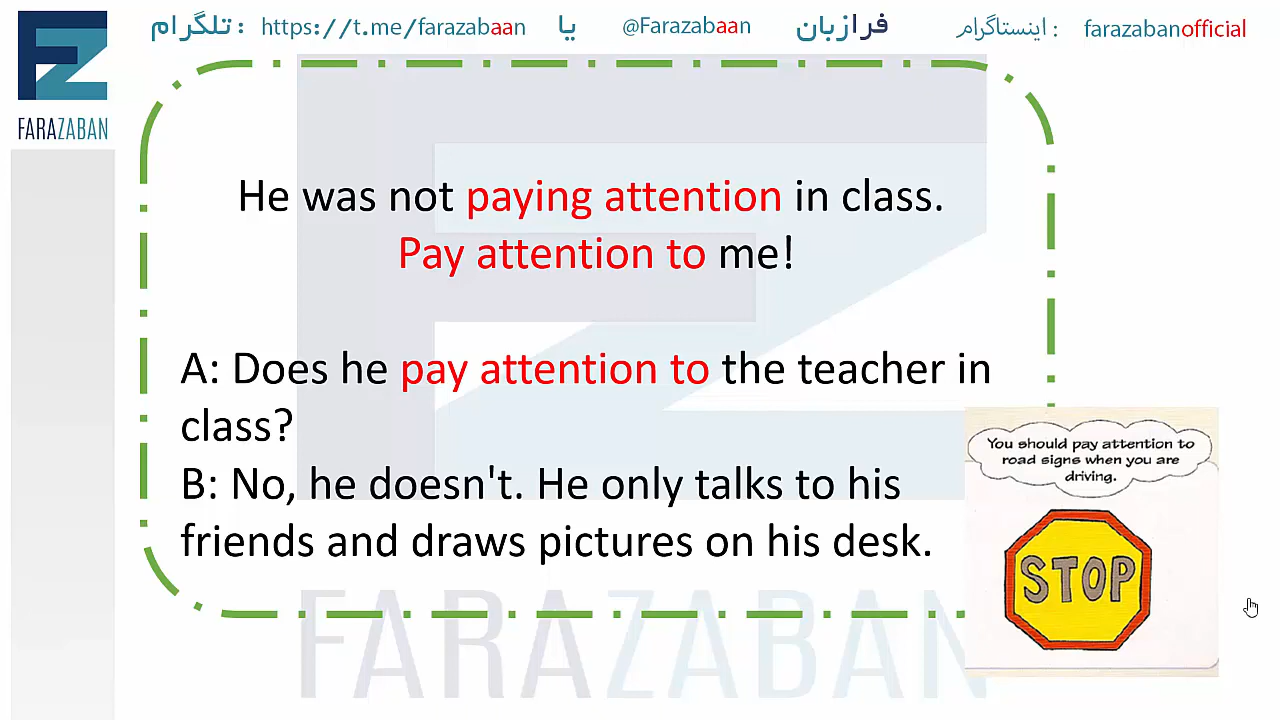 تلگرام : https://t.me/farazabaan یا @Farazabaan فرازبان اینستاگرام : farazabanofficial
FARAZABAN
He was not paying attention in class.
Pay attention to me!
A: Does he pay attention to the teacher in
class?
B: No, he doesn't. He only talks to his
friends and draws pictures on his desk.
You should pay attention to
road signs when you are
driving.
STOP
FARAZABAN